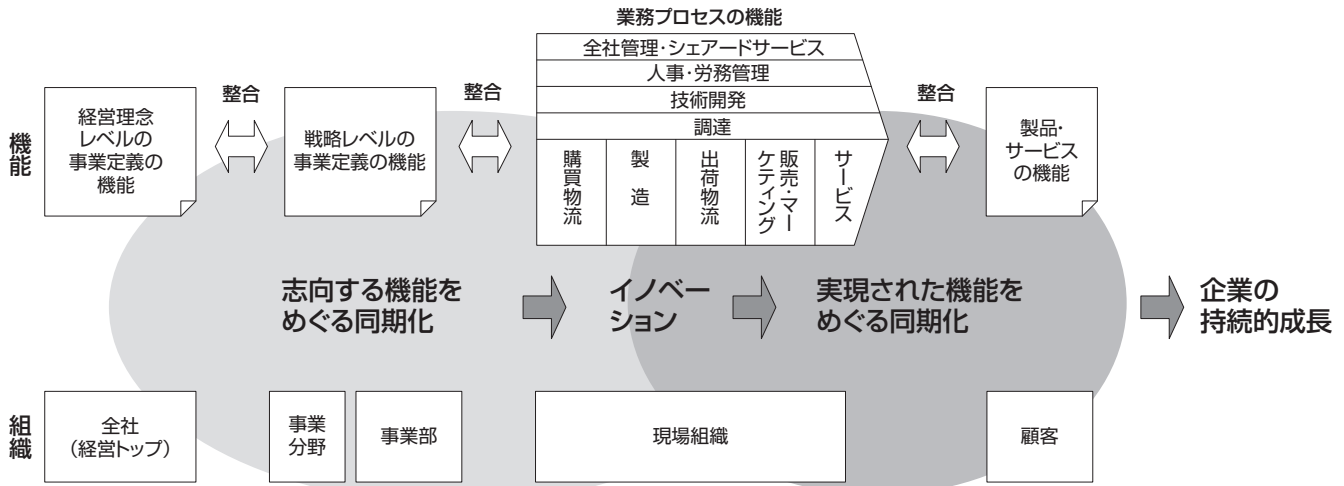 業務プロセスの機能
全社管理・シェアードサービス
人事・労務管理
技術開発
調達
購買物流
製造
出荷物流
販売・マー
ケティング
サービス
機能
経営理念
レベルの
事業定義の
機能
整合
戦略レベルの
事業定義の機能
整合
整合
製品・
サービス
の機能
志向する機能を
めぐる同期化
イノベー
ション
実現された機能を
めぐる同期化
企業の
持続的成長
組織
全社
（経営トップ）
事業
分野
事業部
現場組織
顧客